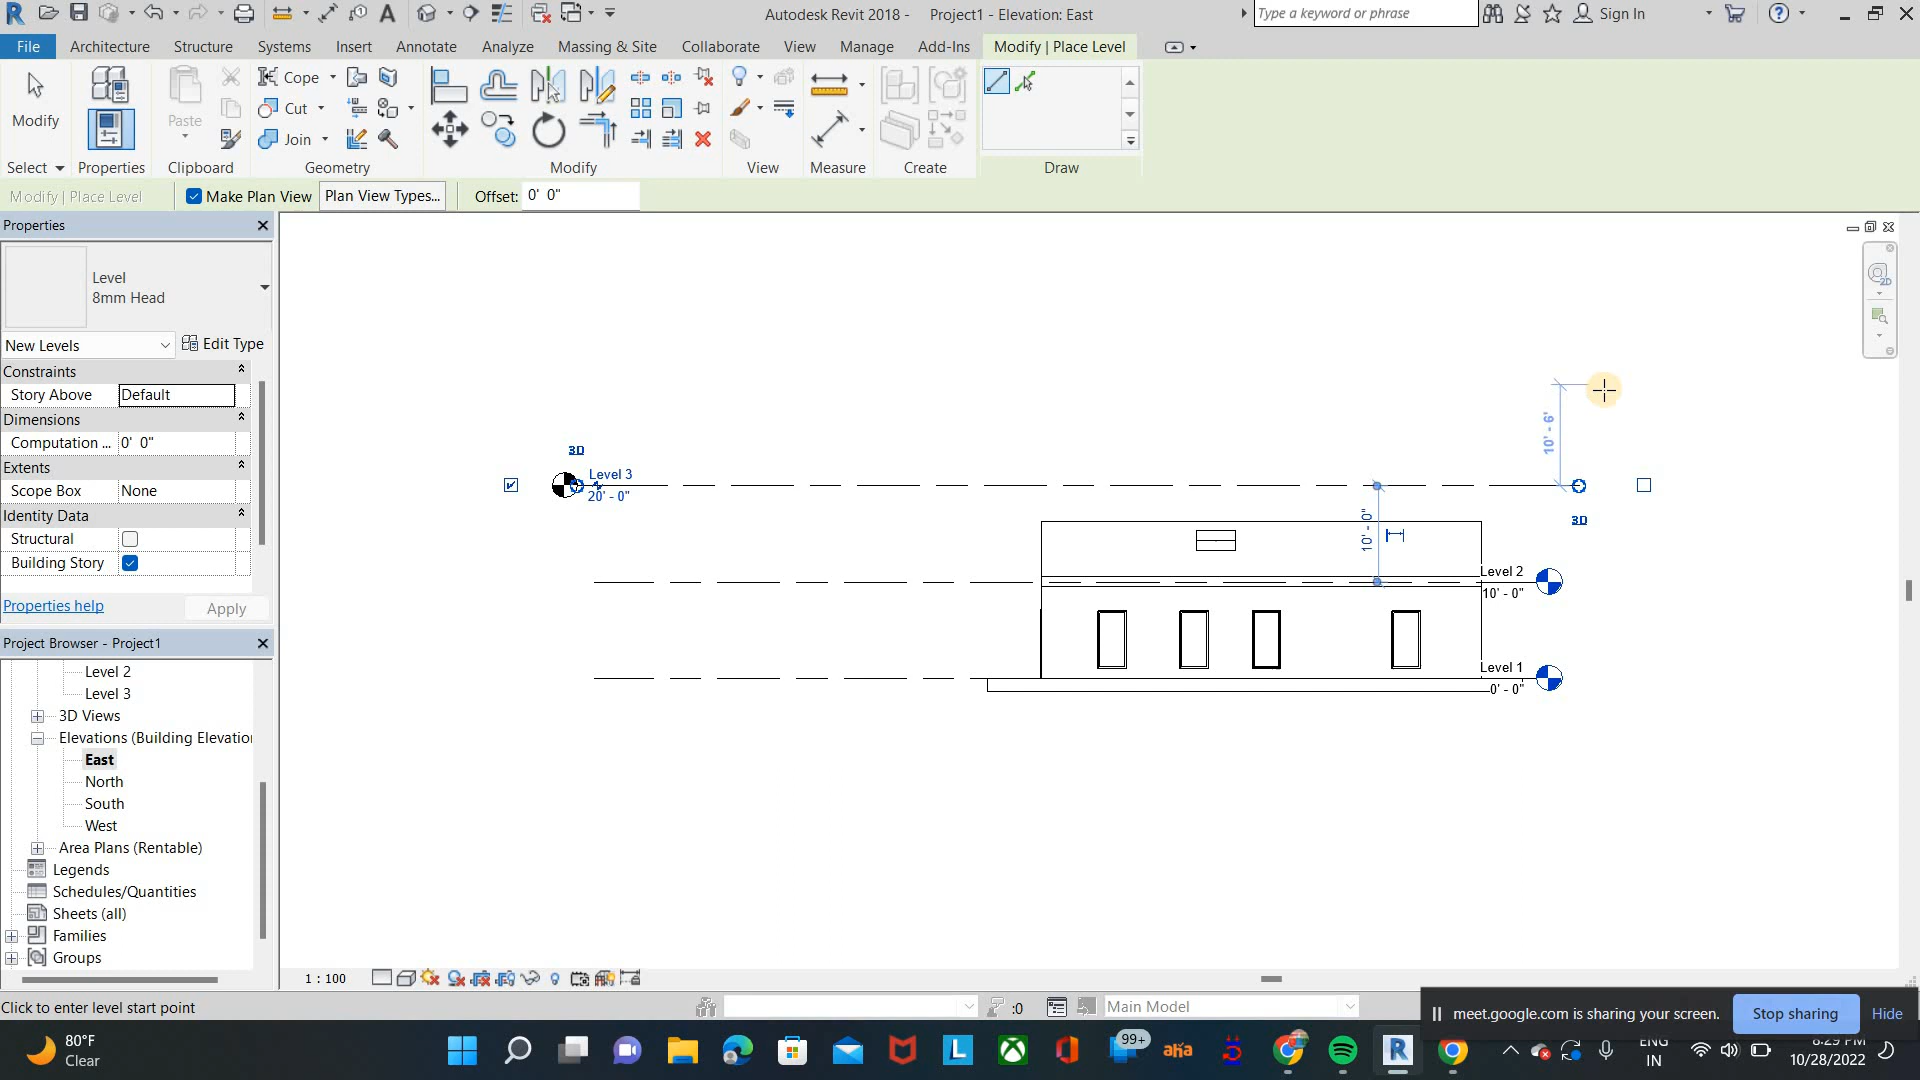 Autodesk Revit 2018 - Project1 - Elevation: East
Type a keyword or phrase
Sign In
File Architecture Structure Systems Insert Annotate Analyze Massing & Site Collaborate View Manage Add-Ins Modify | Place Level
Modify
Paste
Cope
Cut
Join
Select Properties Clipboard Geometry Modify View Measure Create Draw
Modify | Place Level Make Plan View Plan View Types... Offset: 0' 0"
Properties
Level
8mm Head
New Levels Edit Type
Constraints
Story Above Default
Dimensions
Computation ... 0' 0"
Extents
Scope Box None
Identity Data
Structural
Building Story
Properties help Apply
Project Browser - Project1
Level 2
Level 3
3D Views
Elevations (Building Elevation
East
North
South
West
Area Plans (Rentable)
Legends
Schedules/Quantities
Sheets (all)
Families
Groups
2D
10' - 6'
3D
Level 3
20' - 0"
10' - 0"
3D
Level 2
10' - 0"
Level 1
0' - 0"
1 : 100
Click to enter level start point
:0
Main Model
meet.google.com is sharing your screen. Stop sharing Hide
80°F
Clear
99+
aha
ENG
IN
8:29 PM
10/28/2022